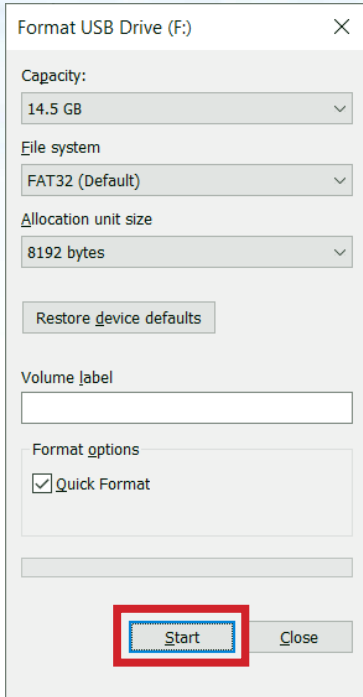 Format USB Drive (F:)
Capacity:
14.5 GB
File system
FAT32 (Default)
Allocation unit size
8192 bytes
Restore device defaults
Volume label
Format options
Quick Format
Start Close